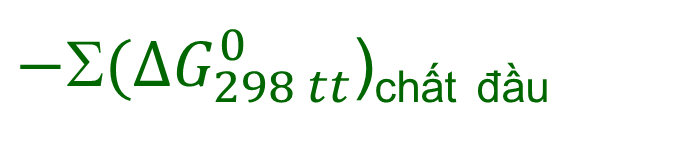 −Σ(ΔG⁰₂₉₈ tt)chất đầu